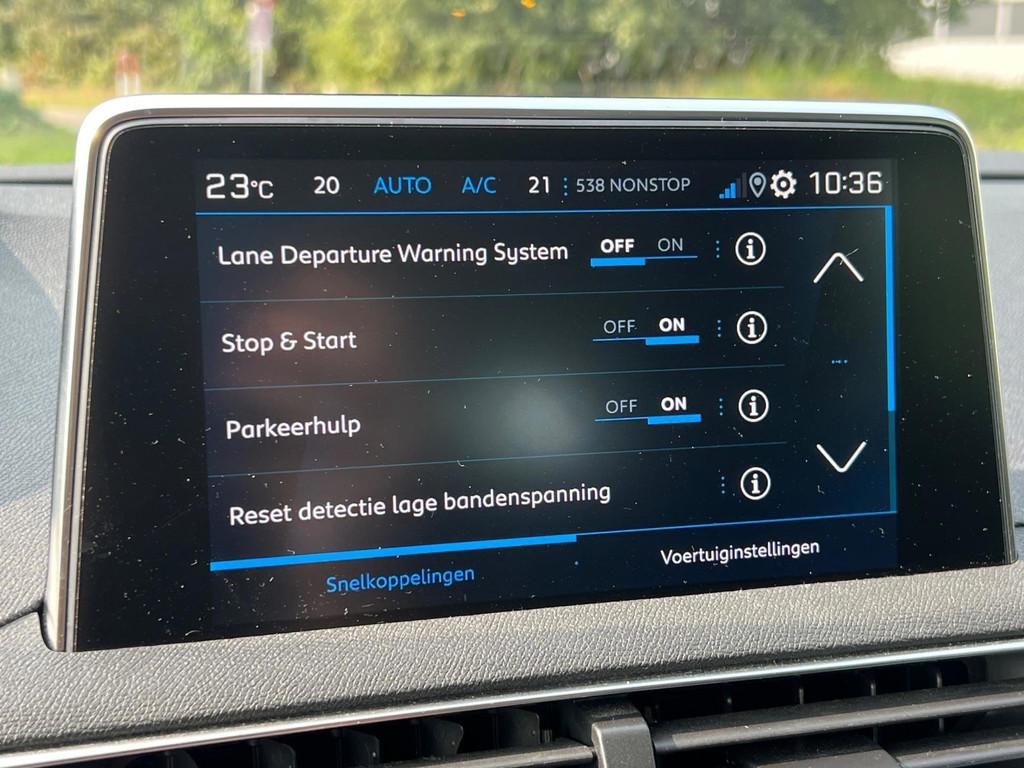 23°C 20 AUTO A/C 21 538 NONSTOP 10:36
Lane Departure Warning System OFF ON i
Stop & Start OFF ON i
Parkeerhulp OFF ON i
Reset detectie lage bandenspanning i
Snelkoppelingen Voertuiginstellingen